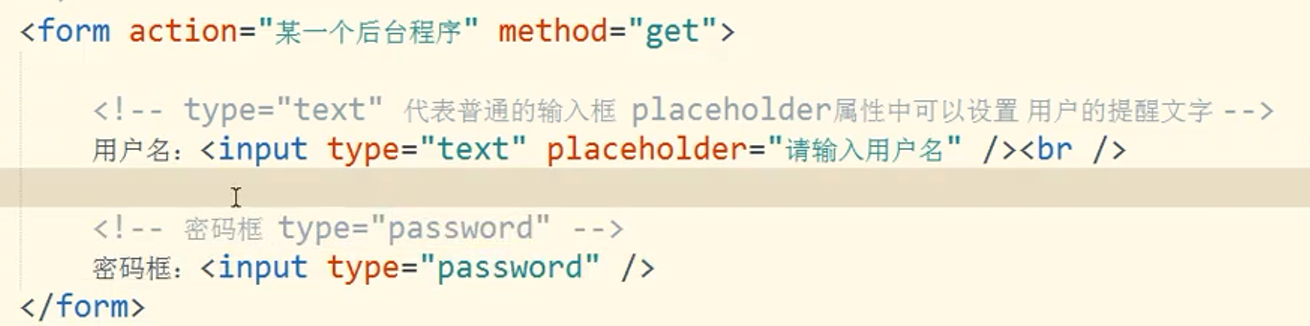 <form action="某一个后台程序" method="get">
<!-- type="text" 代表普通的输入框 placeholder属性中可以设置 用户的提醒文字 -->
用户名：<input type="text" placeholder="请输入用户名" /><br />
<!-- 密码框 type="password" -->
密码框：<input type="password" />
</form>